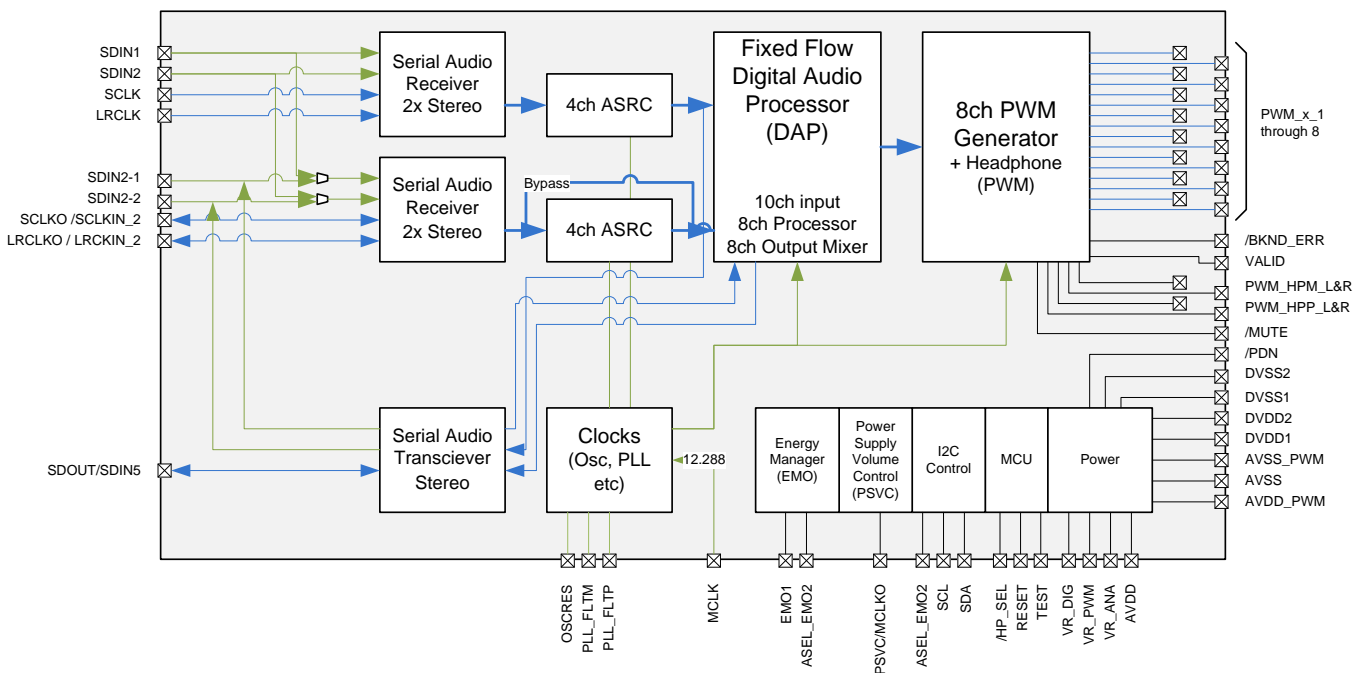 SDIN1
SDIN2
SCLK
LRCLK
SDIN2-1
SDIN2-2
SCLKO /SCLKIN_2
LRCLKO / LRCKIN_2
SDOUT/SDIN5
Serial Audio
Receiver
2x Stereo
4ch ASRC
Serial Audio
Receiver
2x Stereo
Bypass
4ch ASRC
Fixed Flow
Digital Audio
Processor
(DAP)
10ch input
8ch Processor
8ch Output Mixer
8ch PWM
Generator
+ Headphone
(PWM)
PWM_x_1
through 8
/BKND_ERR
VALID
PWM_HPM_L&R
PWM_HPP_L&R
/MUTE
/PDN
DVSS2
DVSS1
DVDD2
DVDD1
AVSS_PWM
AVSS
AVDD_PWM
Serial Audio
Transciever
Stereo
Clocks
(Osc, PLL
etc)
12.288
Energy
Manager
(EMO)
Power
Supply
Volume
Control
(PSVC)
I2C
Control
MCU
Power
OSCRES
PLL_FLTM
PLL_FLTP
MCLK
EMO1
ASEL_EMO2
PSVC/MCLKO
ASEL_EMO2
SCL
SDA
/HP_SEL
RESET
TEST
VR_DIG
VR_PWM
VR_ANA
AVDD